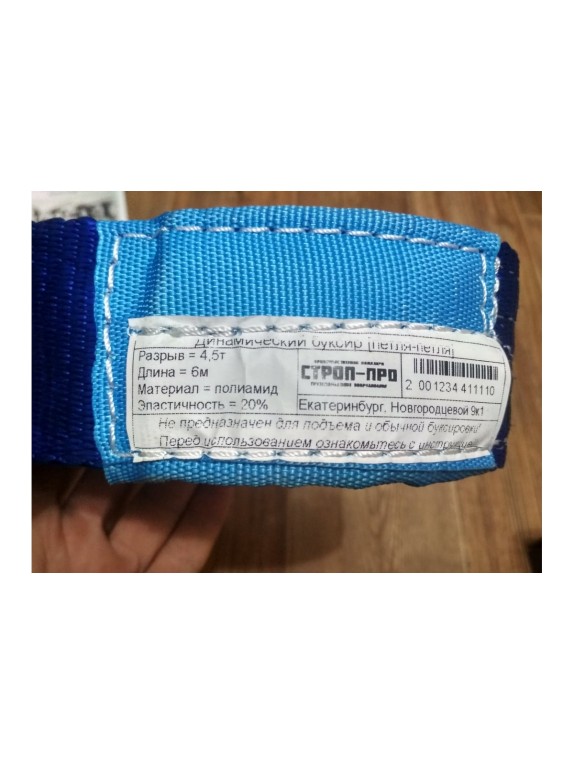 Динамический буксир [петля-петля]
Разрыв = 4,5т
Длина = 6м
Материал = полиамид
Эластичность = 20%
СТРОП-ПРО
2 001234 411110
Екатеринбург, Новгородцевой 9к1
Не предназначен для подъема и обычной буксировки!
Перед использованием ознакомьтесь с инструкцией